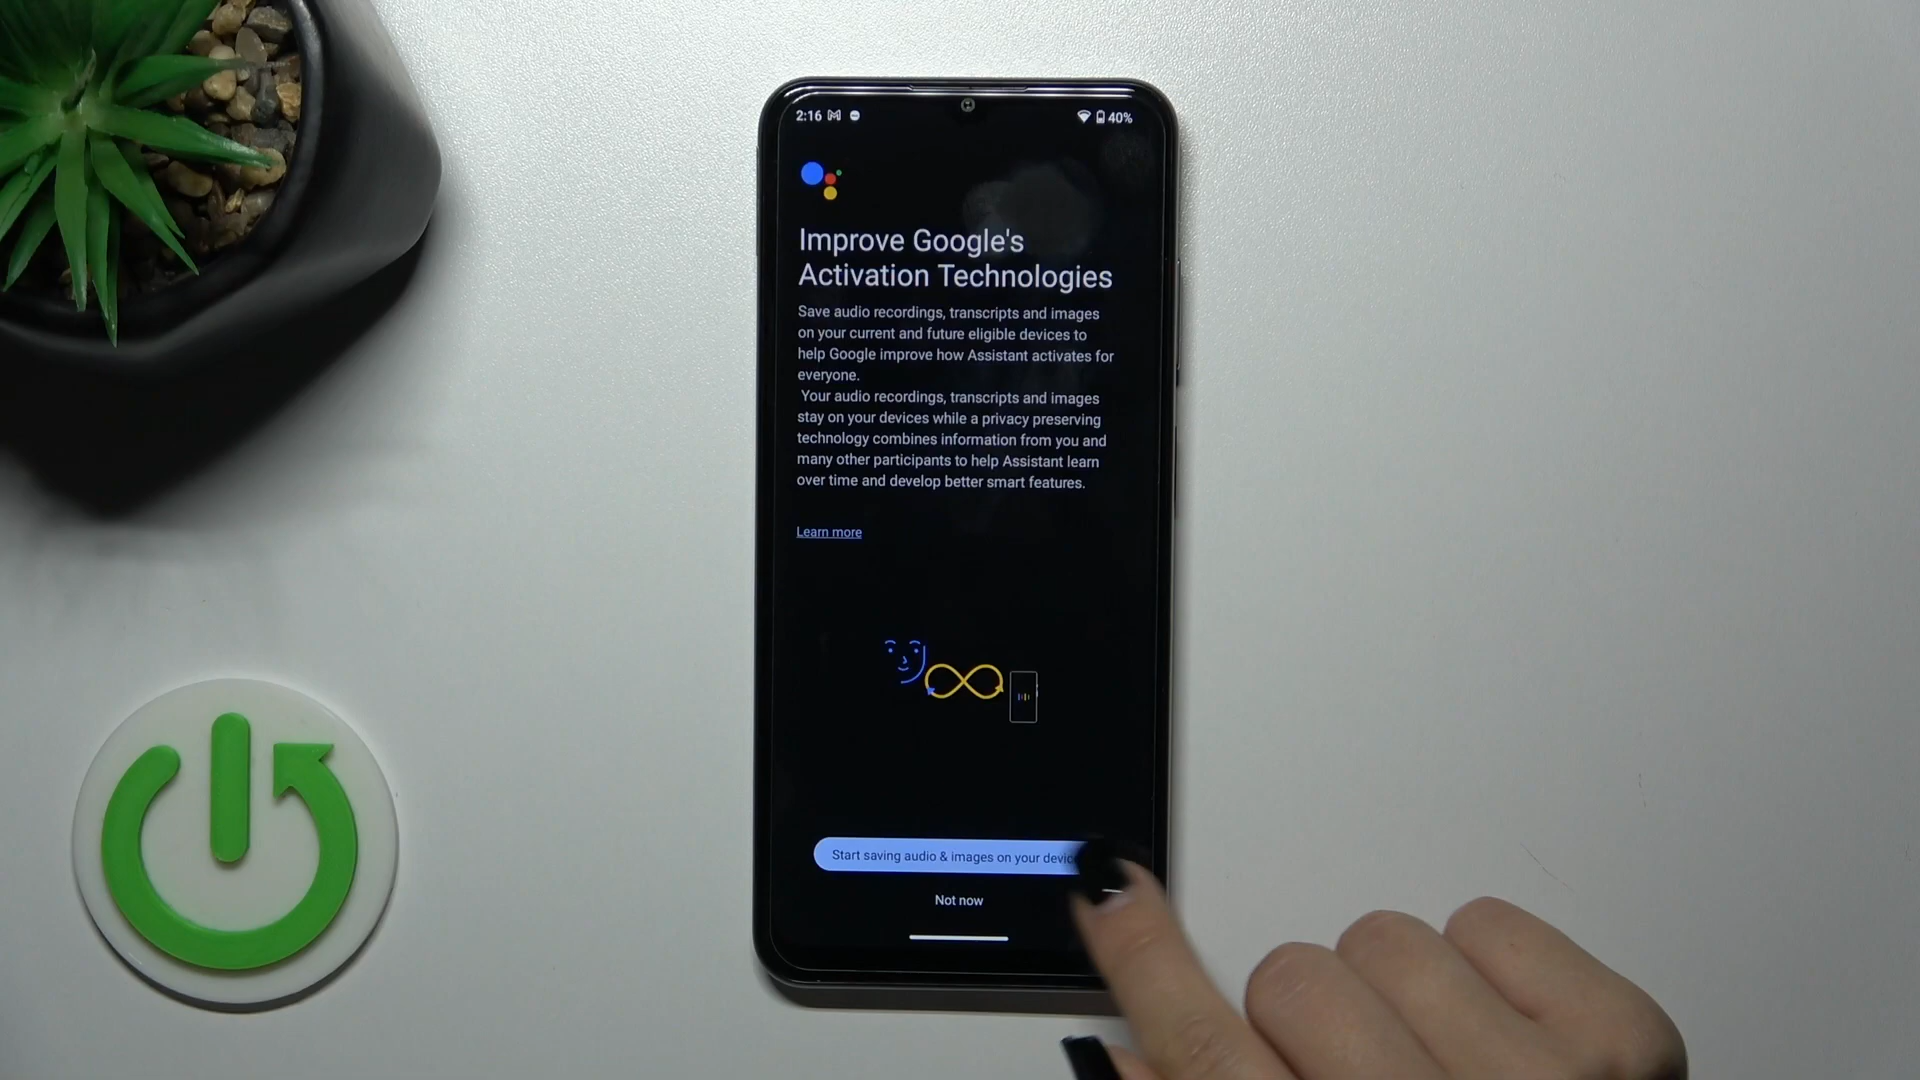 2:16
40%
Improve Google's
Activation Technologies
Save audio recordings, transcripts and images
on your current and future eligible devices to
help Google improve how Assistant activates for
everyone.
Your audio recordings, transcripts and images
stay on your devices while a privacy preserving
technology combines information from you and
many other participants to help Assistant learn
over time and develop better smart features.
Learn more
Start saving audio & images on your
Not now